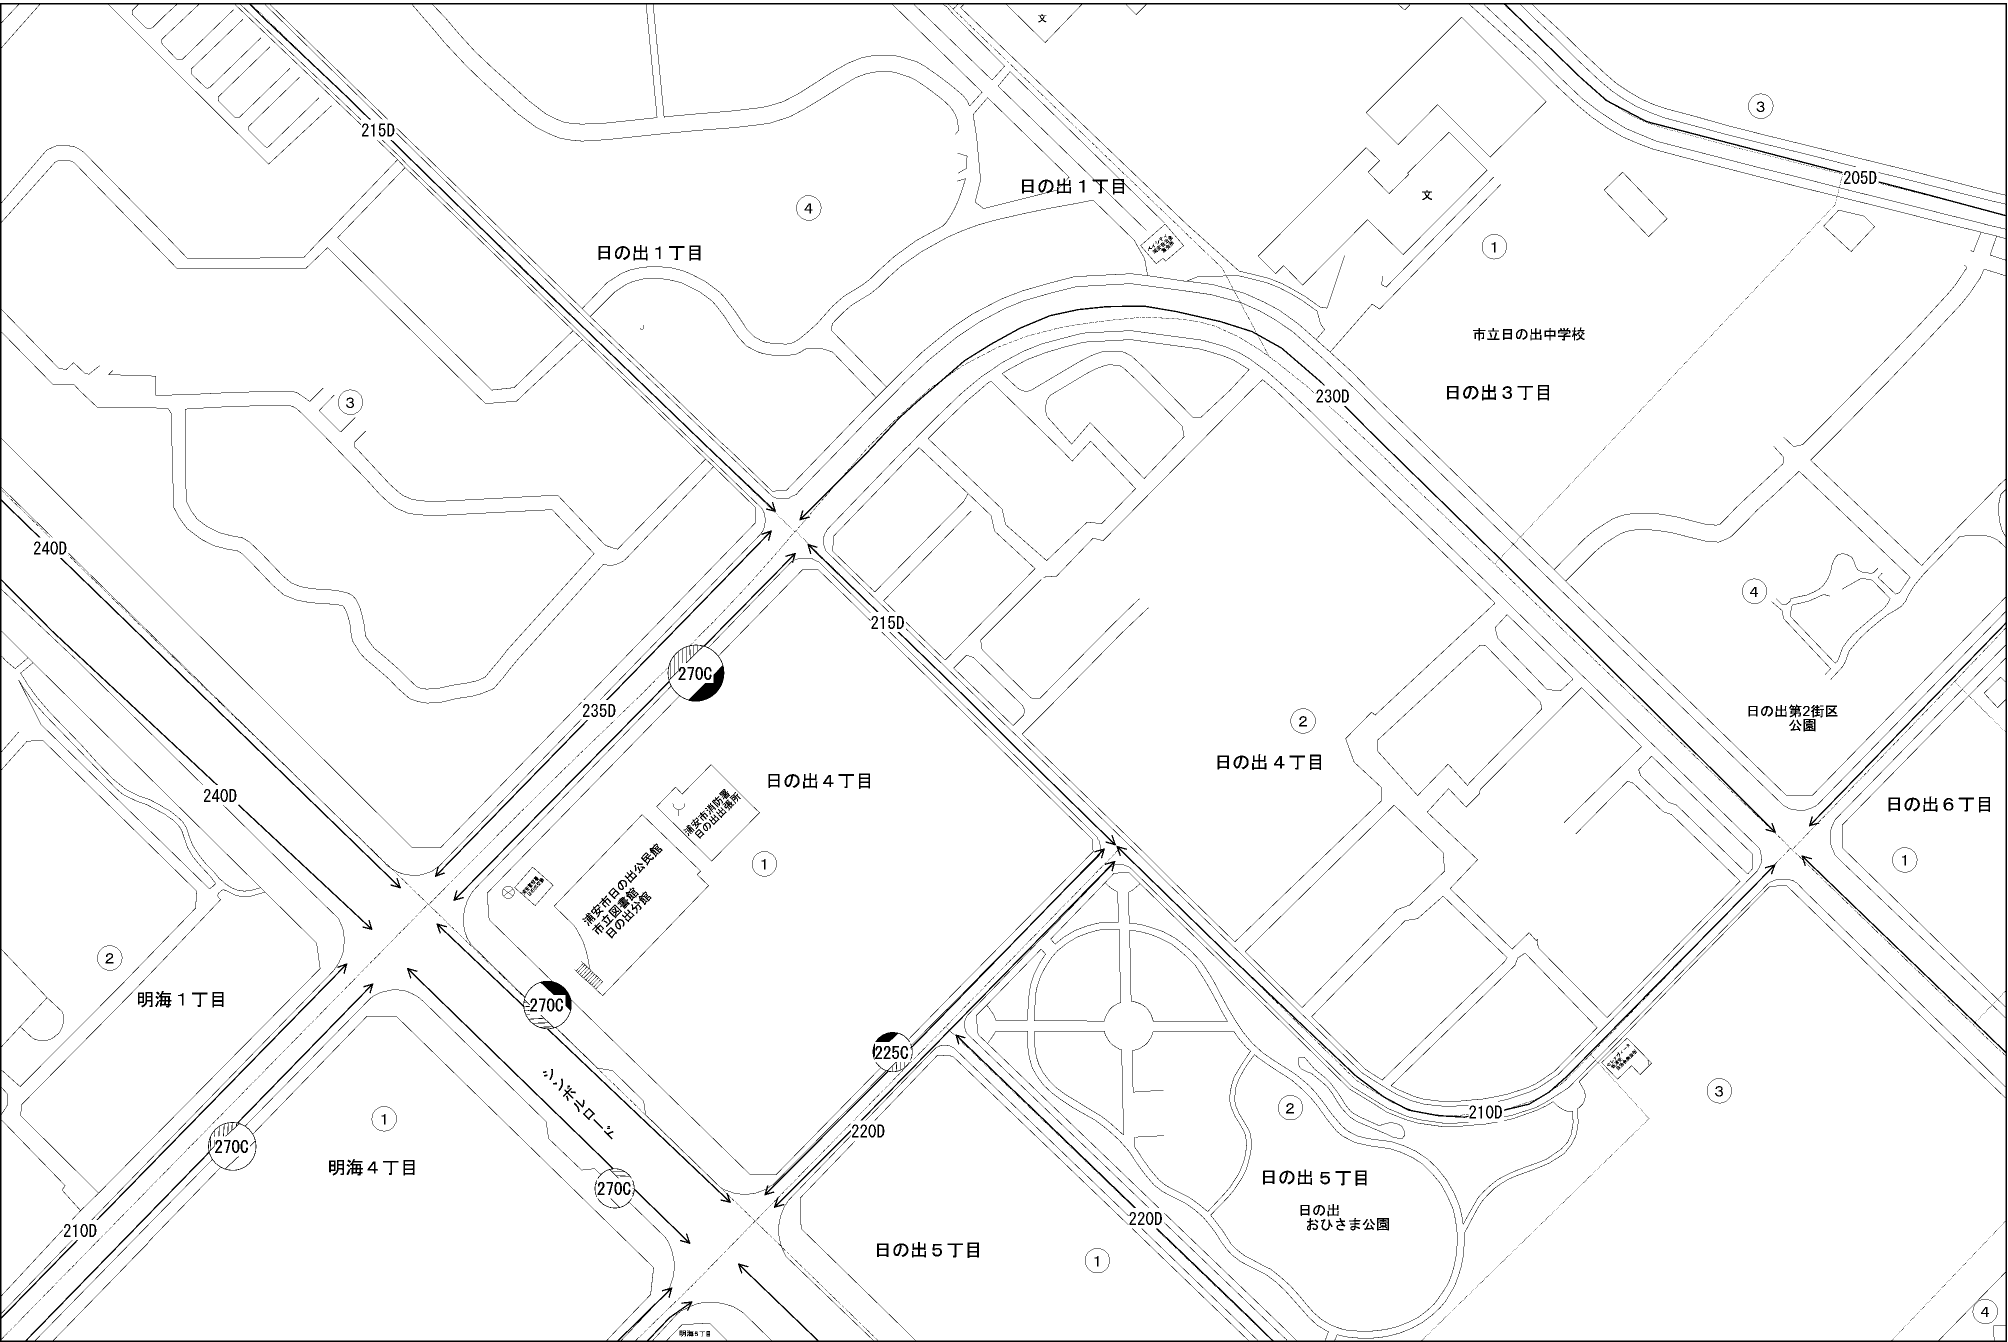 文
215D
3
205D
日の出１丁目
4
文
1
日の出１丁目
市立日の出中学校
230D
日の出３丁目
3
240D
4
215D
270C
235D
日の出第2街区
公園
2
日の出４丁目
日の出４丁目
240D
浦安市消防署
日の出出張所
日の出６丁目
1
1
浦安市日の出公民館
市立図書館
日の出分館
2
明海１丁目
270C
225C
シンボルロード
3
2
210D
1
220D
270C
明海４丁目
270C
日の出５丁目
日の出
おひさま公園
210D
220D
日の出５丁目
1
4
明海5丁目